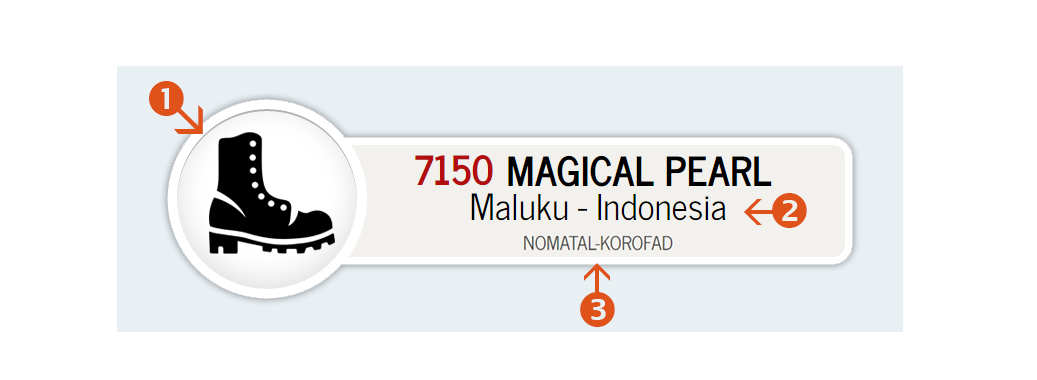 1
7150 MAGICAL PEARL
Maluku - Indonesia
2
NOMATAL-KOROFAD
3